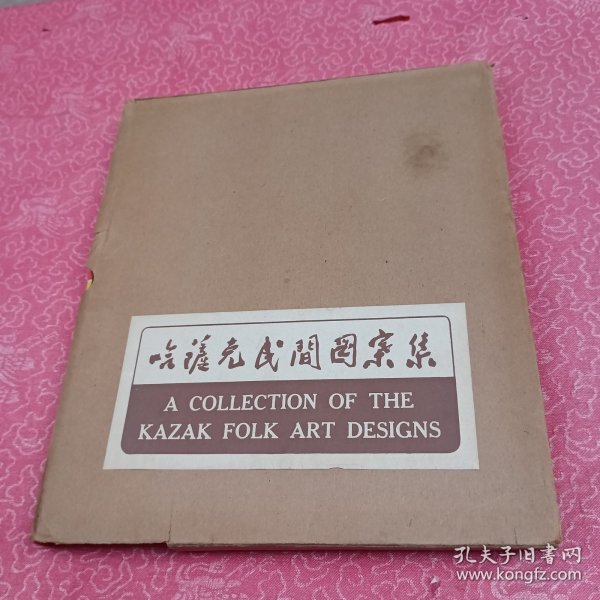 哈薩克民間図案集
A COLLECTION OF THE
KAZAK FOLK ART DESIGNS
孔夫子旧书网
www.kongfz.com